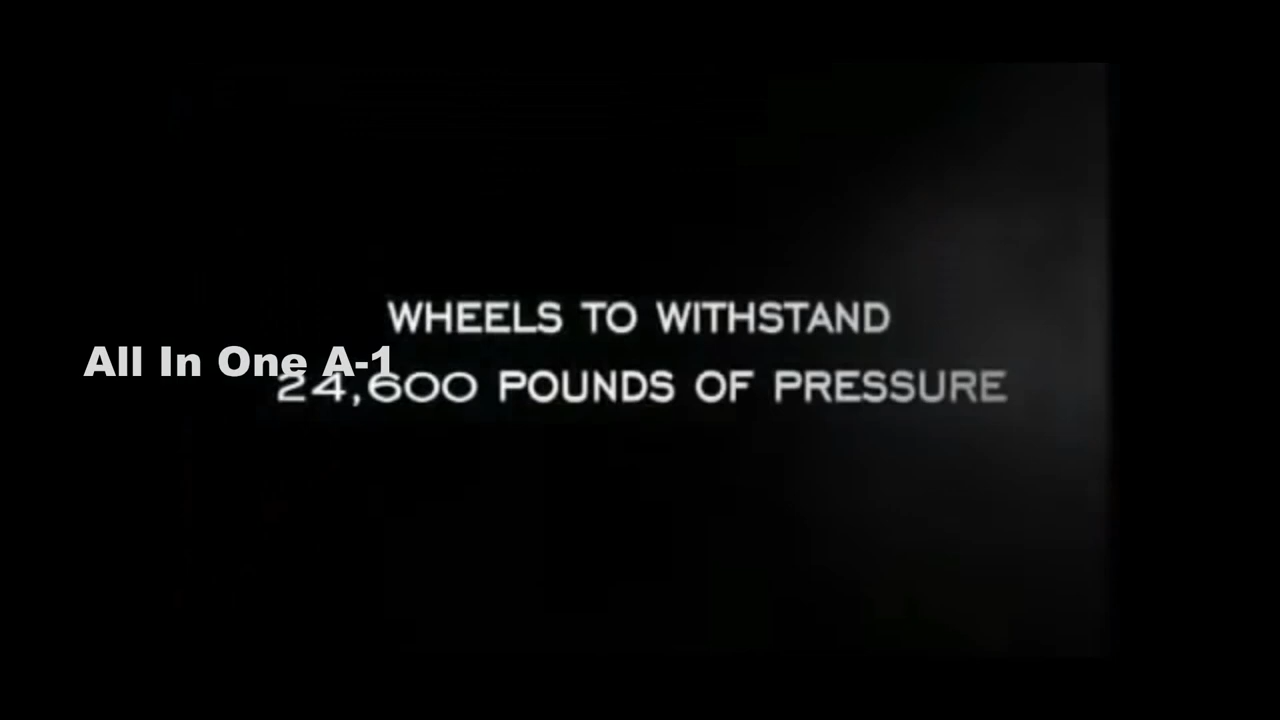 WHEELS TO WITHSTAND
All In One A-1
24,600 POUNDS OF PRESSURE